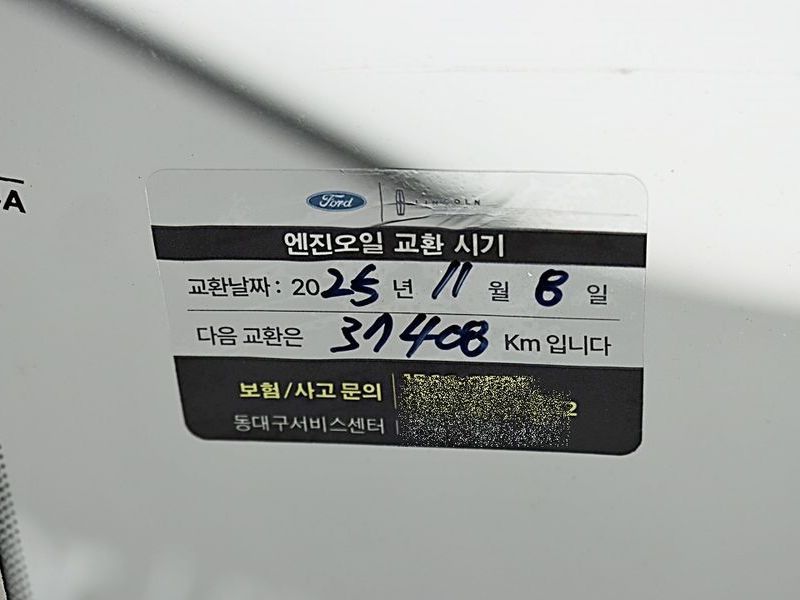 -A
Ford LINCOLN
엔진오일 교환 시기
교환날짜: 2025 년 11 월 8 일
다음 교환은 37408 Km 입니다
보험/사고 문의
동대구서비스센터